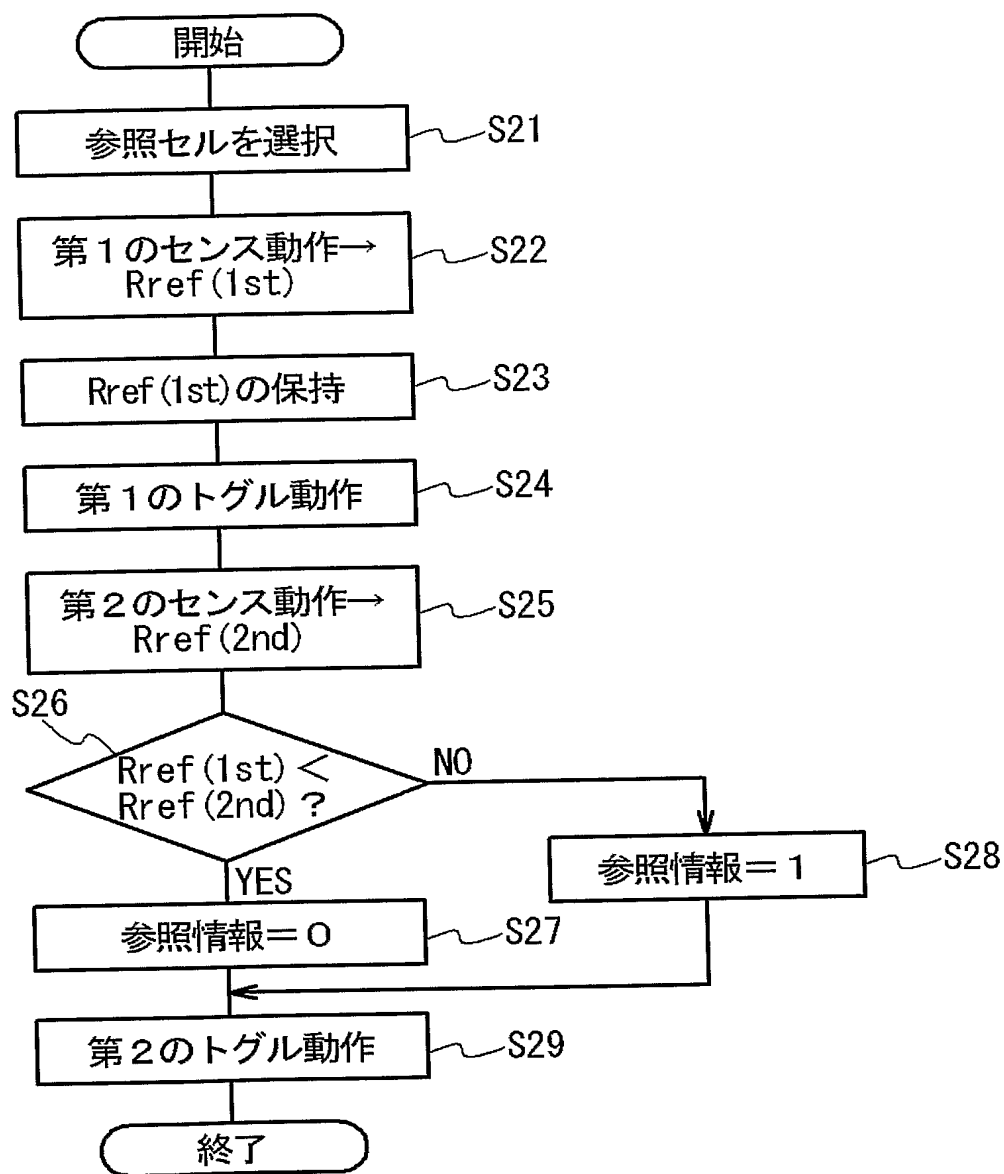 開始
参照セルを選択
S21
第1のセンス動作→
Rref(1st)
S22
Rref(1st)の保持
S23
第1のトグル動作
S24
第2のセンス動作→
Rref(2nd)
S25
S26
Rref(1st)＜
Rref(2nd)?
NO
YES
参照情報＝1
S28
参照情報＝0
S27
第2のトグル動作
S29
終了